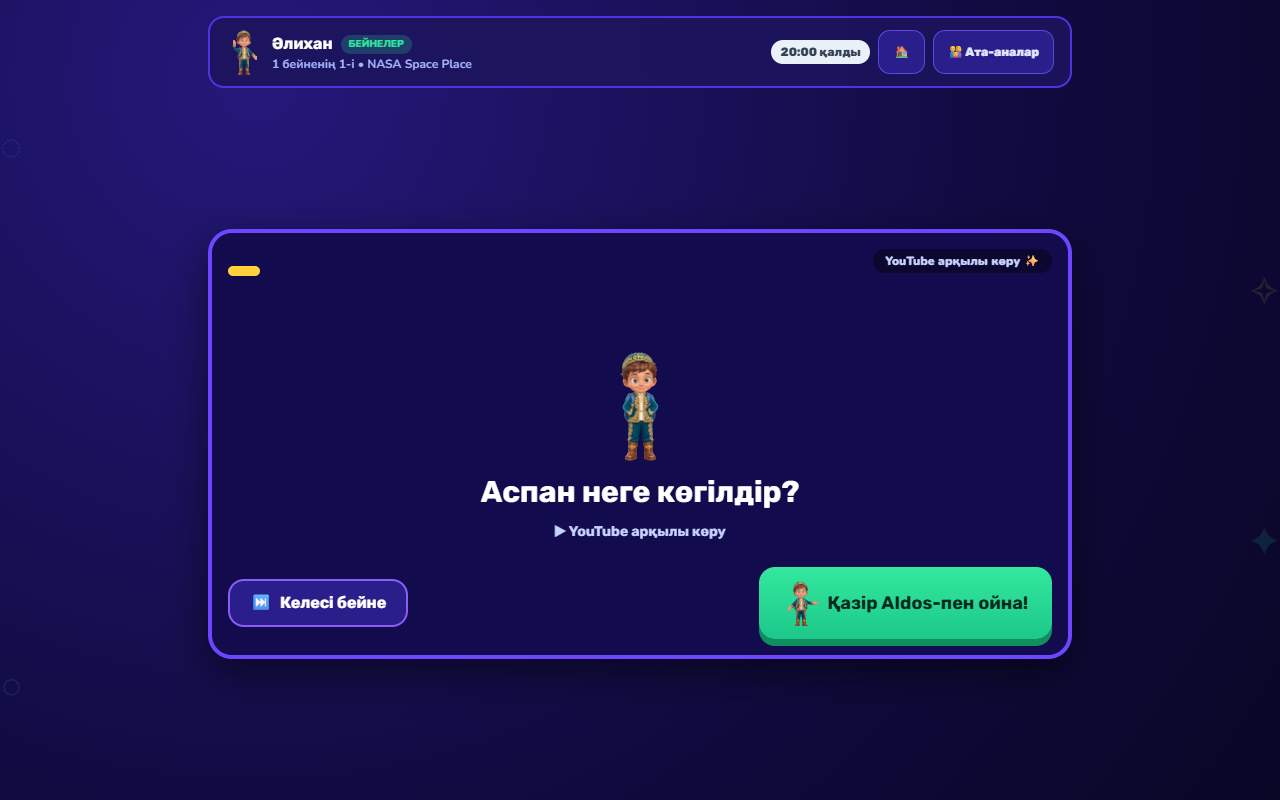 Әлихан БЕЙНЕЛЕР
1 бейненің 1-і • NASA Space Place
20:00 қалды
Ата-аналар
YouTube арқылы көру ✨
Аспан неге көгілдір?
▶ YouTube арқылы көру
⏭ Келесі бейне
Қазір Aldos-пен ойна!